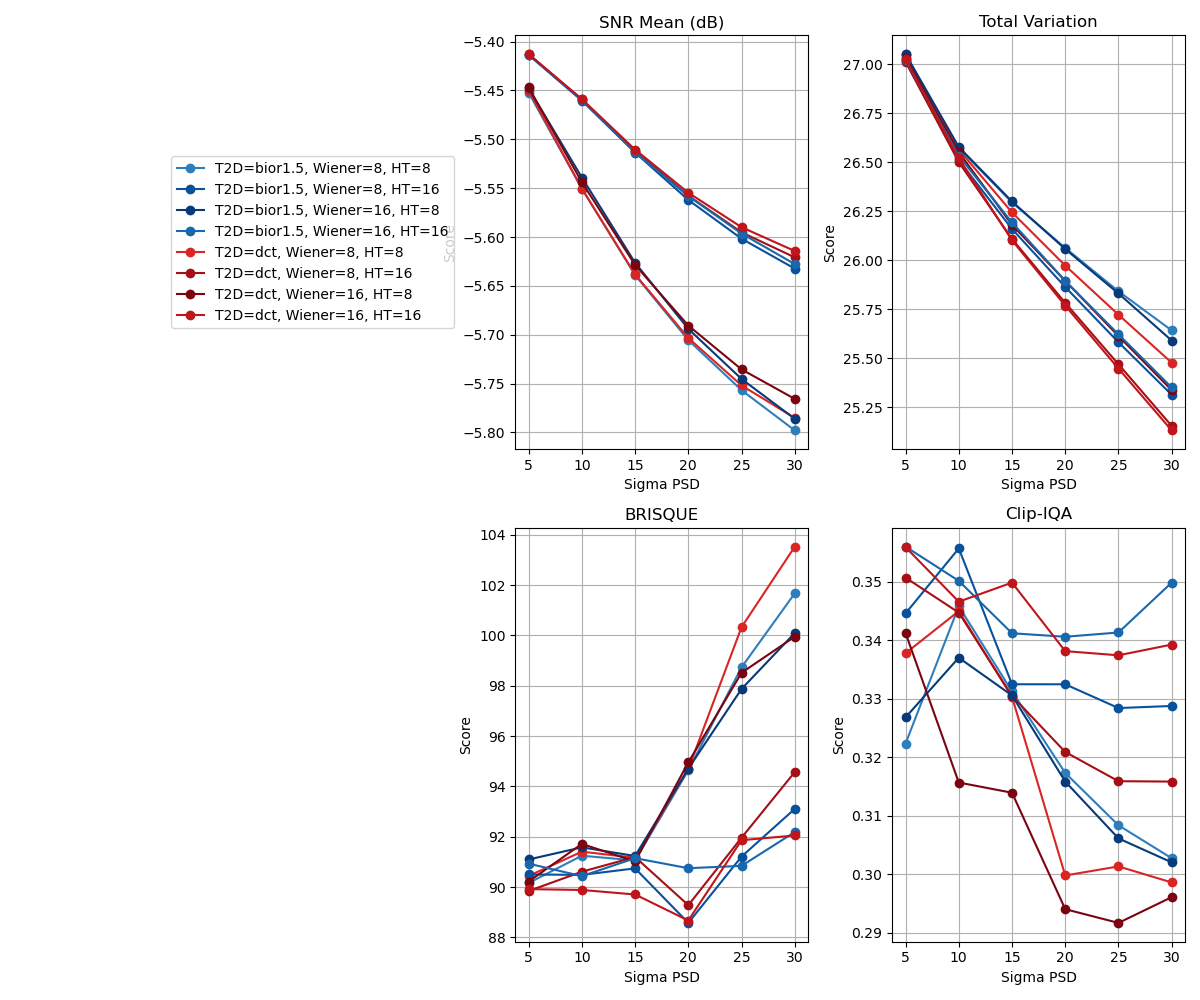 SNR Mean (dB)
−5.40
−5.45
−5.50
−5.55
−5.60
−5.65
−5.70
−5.75
−5.80
Score
5 10 15 20 25 30
Sigma PSD
T2D=bior1.5, Wiener=8, HT=8
T2D=bior1.5, Wiener=8, HT=16
T2D=bior1.5, Wiener=16, HT=8
T2D=bior1.5, Wiener=16, HT=16
T2D=dct, Wiener=8, HT=8
T2D=dct, Wiener=8, HT=16
T2D=dct, Wiener=16, HT=8
T2D=dct, Wiener=16, HT=16
Total Variation
27.00
26.75
26.50
26.25
26.00
25.75
25.50
25.25
Score
5 10 15 20 25 30
Sigma PSD
BRISQUE
104
102
100
98
96
94
92
90
88
Score
5 10 15 20 25 30
Sigma PSD
Clip-IQA
0.35
0.34
0.33
0.32
0.31
0.30
0.29
Score
5 10 15 20 25 30
Sigma PSD